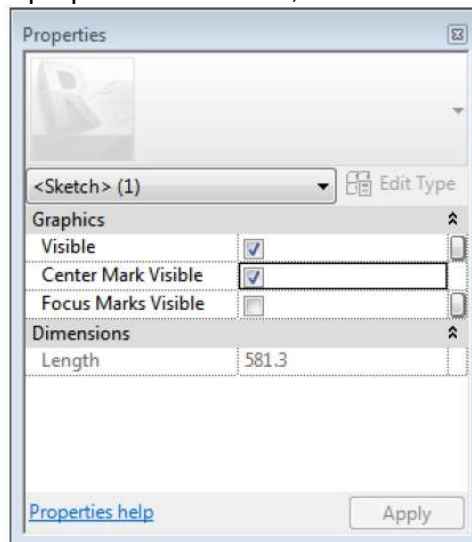 Properties
<Sketch> (1)
Edit Type
Graphics
Visible
Center Mark Visible
Focus Marks Visible
Dimensions
Length 581.3
Properties help
Apply